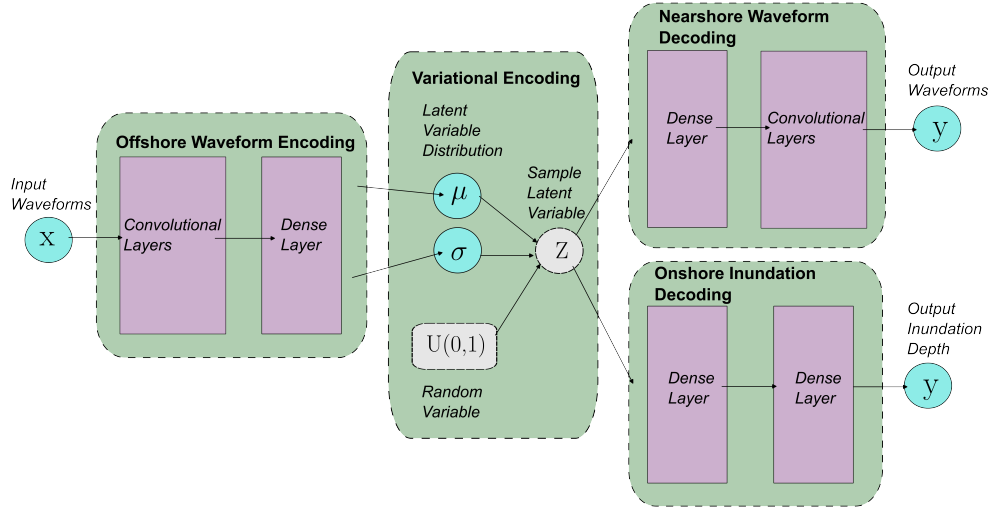 Input
Waveforms
x
Offshore Waveform Encoding
Convolutional
Layers
Dense
Layer
Variational Encoding
Latent
Variable
Distribution
μ
σ
U(0,1)
Random
Variable
Sample
Latent
Variable
Z
Nearshore Waveform
Decoding
Dense
Layer
Convolutional
Layers
Output
Waveforms
y
Onshore Inundation
Decoding
Dense
Layer
Dense
Layer
Output
Inundation
Depth
y